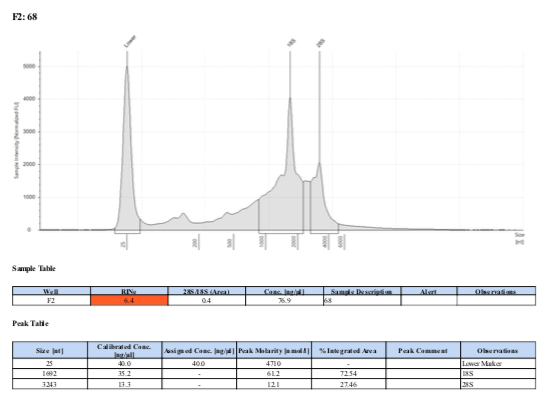 F2: 68
Lower
18S
28S
Sample Intensity [Normalized FU]
5000
4000
3000
2000
1000
0
25
200
500
1000
2000
4000
6000
Sample Table
Well RINe 28S/18S (Area) Conc. [ng/µl] Sample Description Alert Observations
F2 6.4 0.4 76.9 68
Peak Table
Size [nt] Calibrated Conc. [ng/µl] Assigned Conc. [ng/µl] Peak Molarity [nmol/l] % Integrated Area Peak Comment Observations
25 40.0 40.0 4710 - Lower Marker
1692 35.2 - 61.2 72.54 18S
3243 13.3 - 12.1 27.46 28S